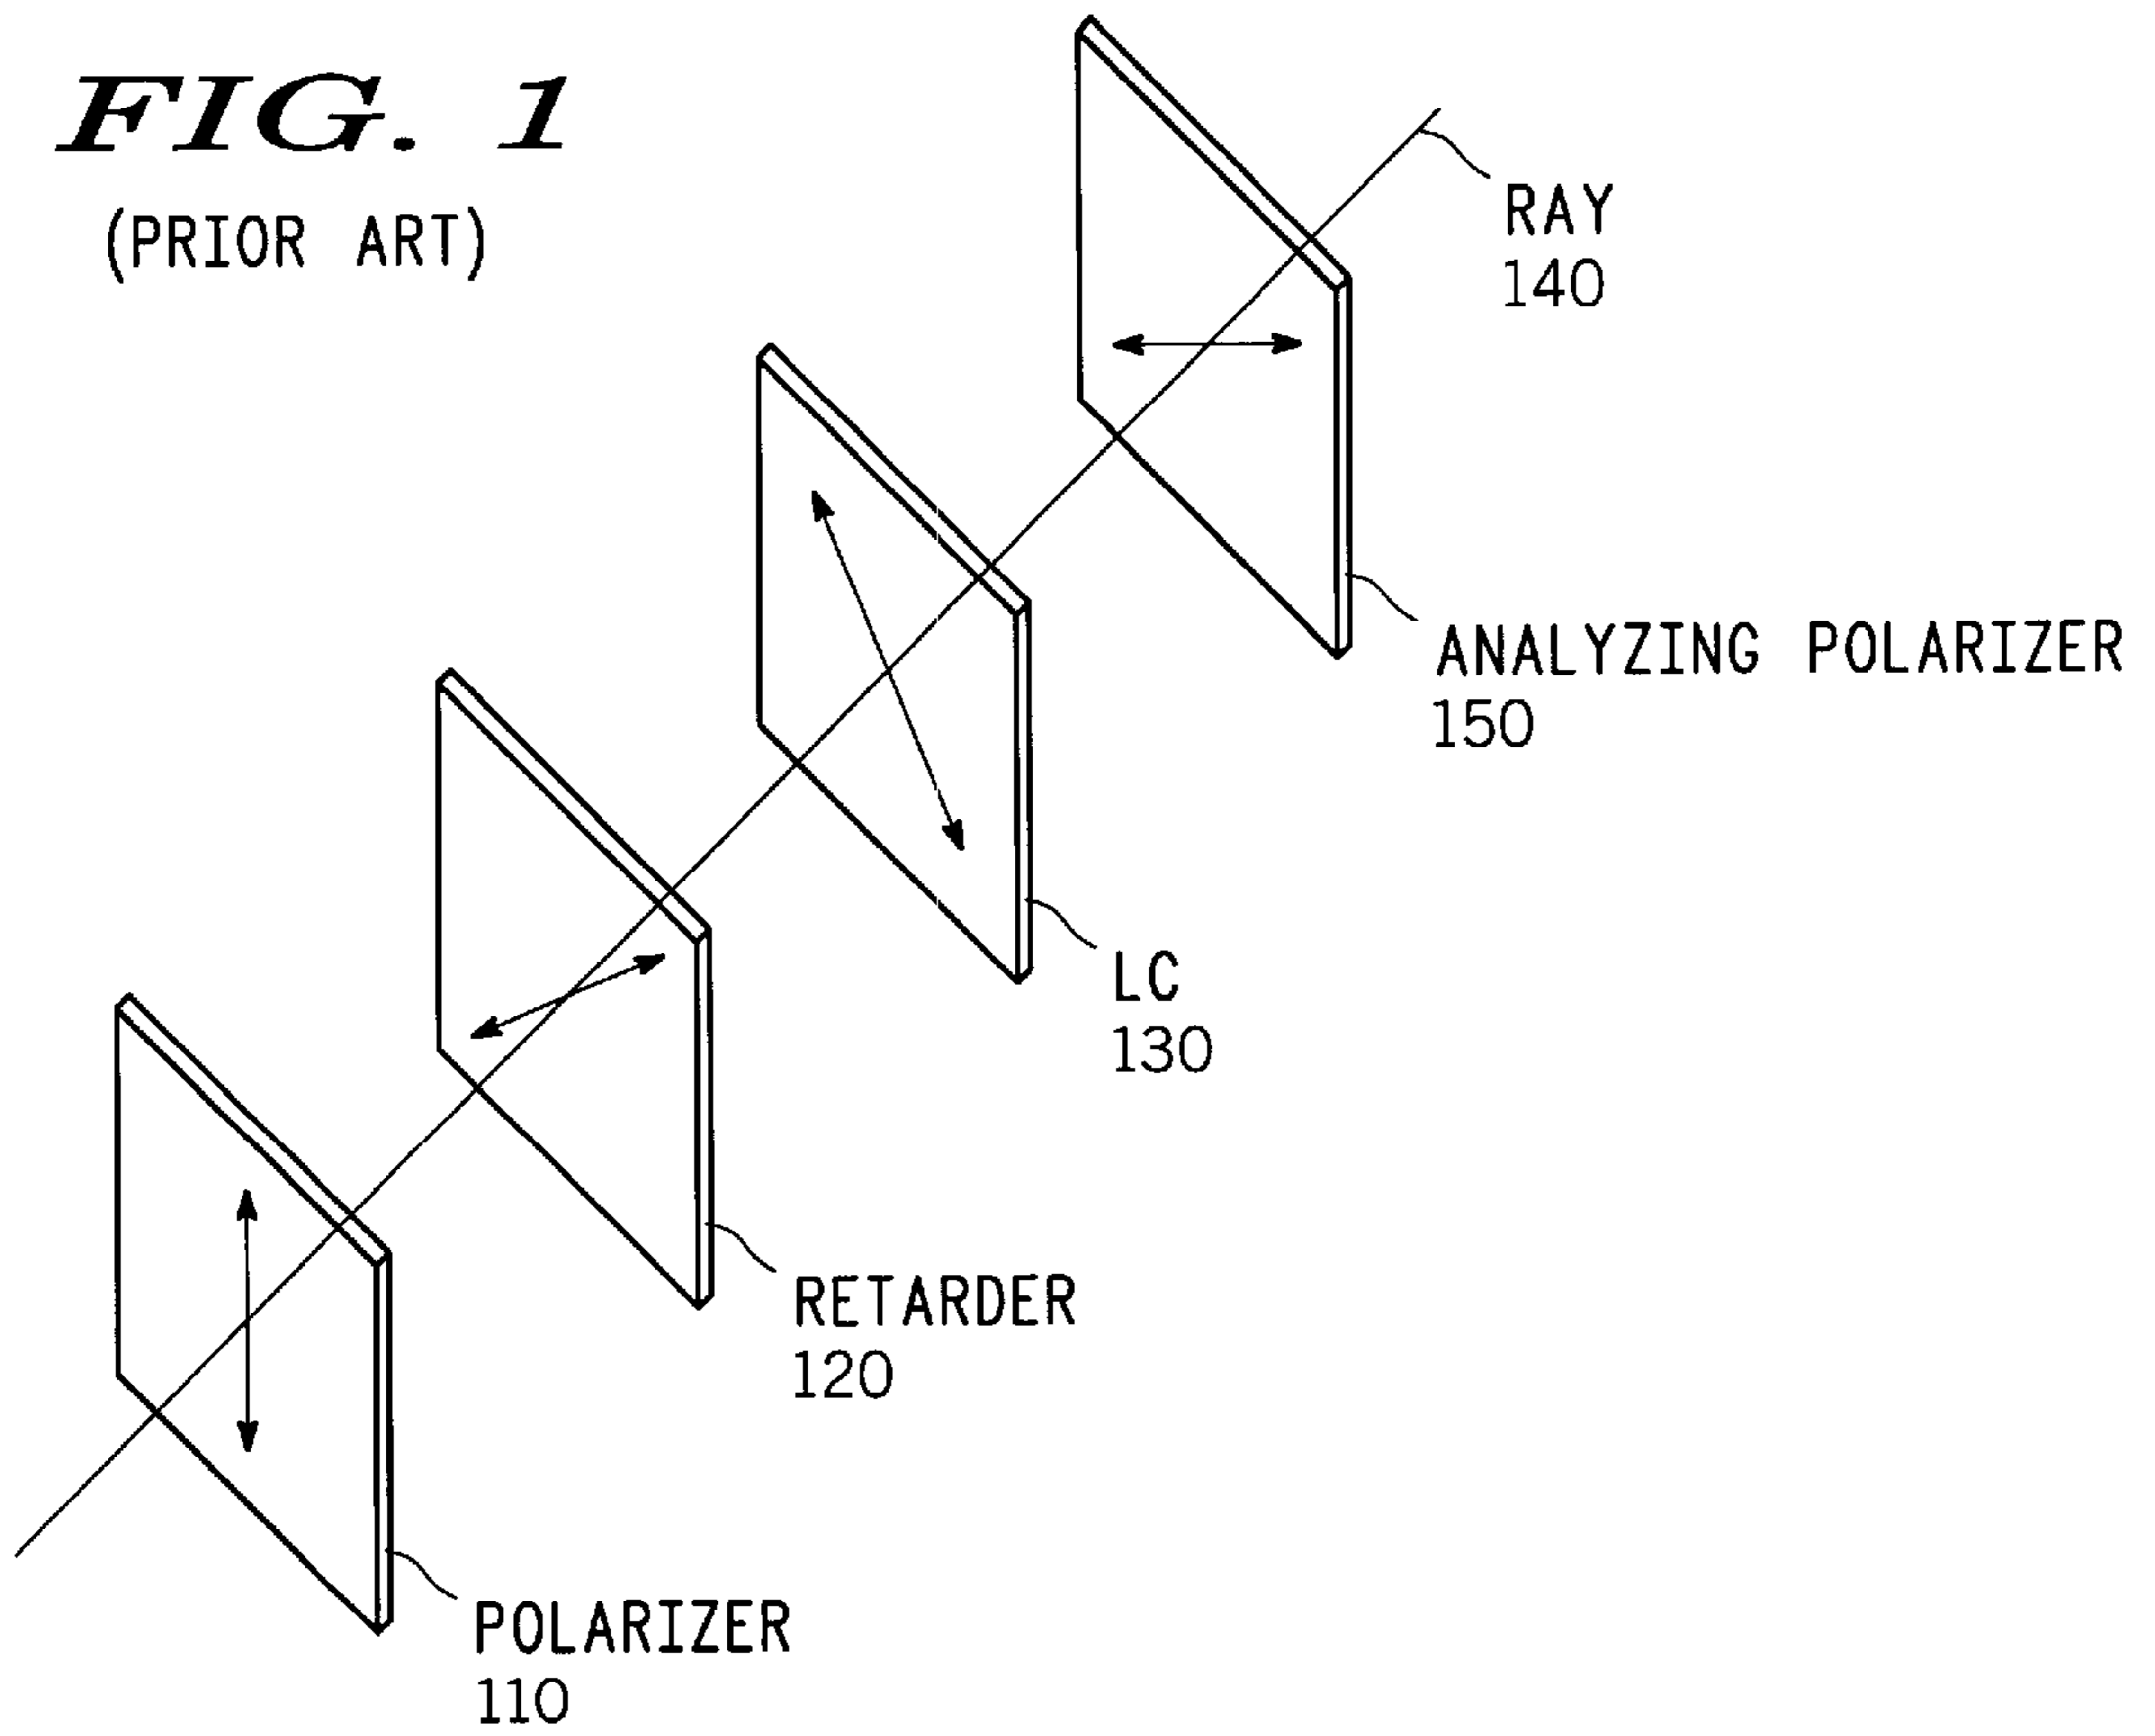 FIG. 1
(PRIOR ART)
RAY
140
ANALYZING POLARIZER
150
LC
130
RETARDER
120
POLARIZER
110